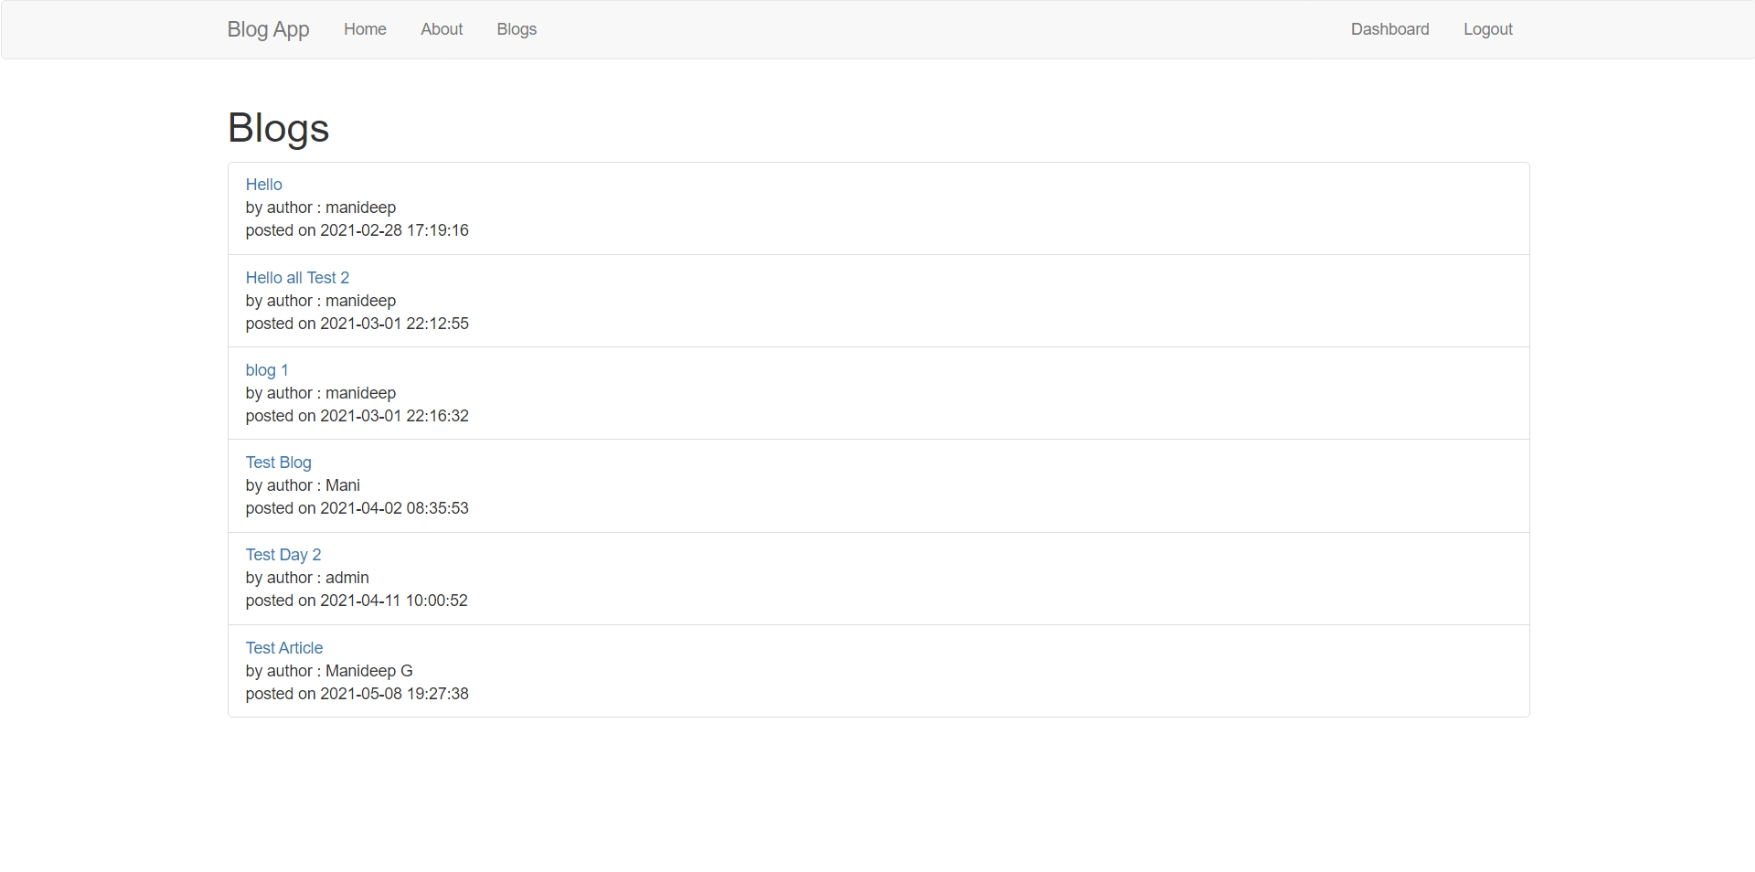 Blog App Home About Blogs Dashboard Logout
Blogs
Hello
by author : manideep
posted on 2021-02-28 17:19:16
Hello all Test 2
by author : manideep
posted on 2021-03-01 22:12:55
blog 1
by author : manideep
posted on 2021-03-01 22:16:32
Test Blog
by author : Mani
posted on 2021-04-02 08:35:53
Test Day 2
by author : admin
posted on 2021-04-11 10:00:52
Test Article
by author : Manideep G
posted on 2021-05-08 19:27:38